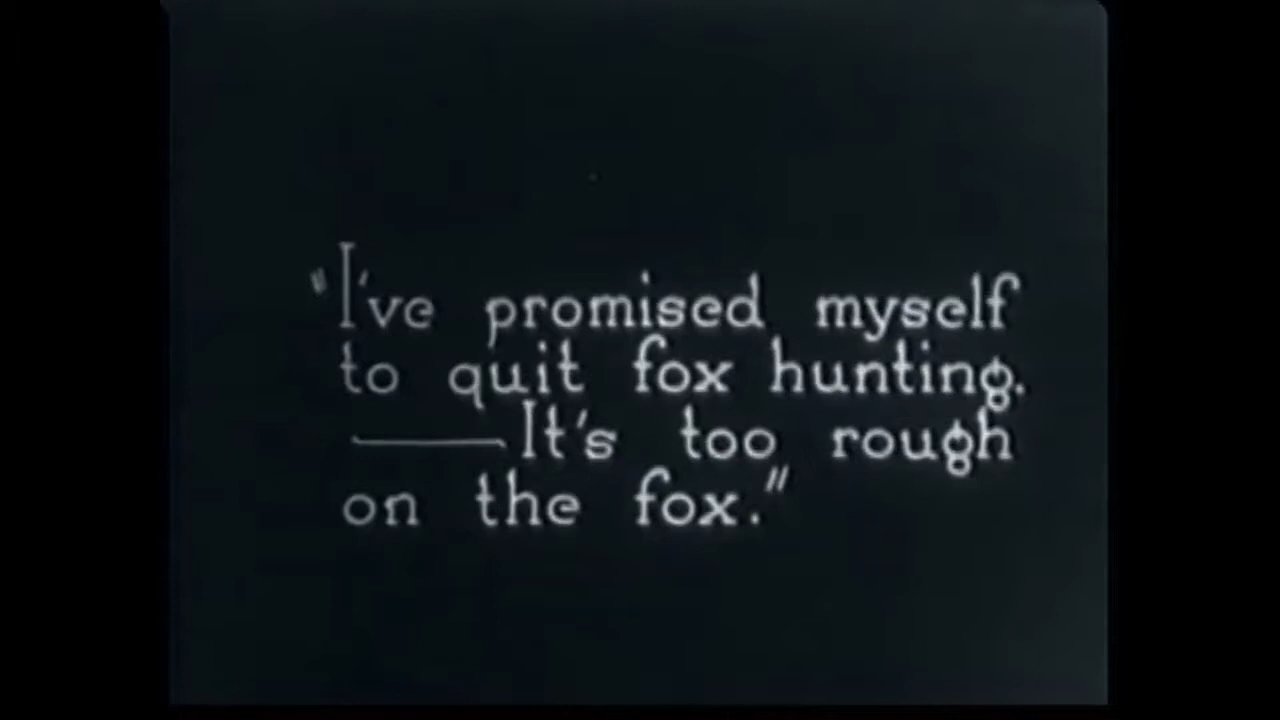 "I've promised myself
to quit fox hunting.
——It's too rough
on the fox."